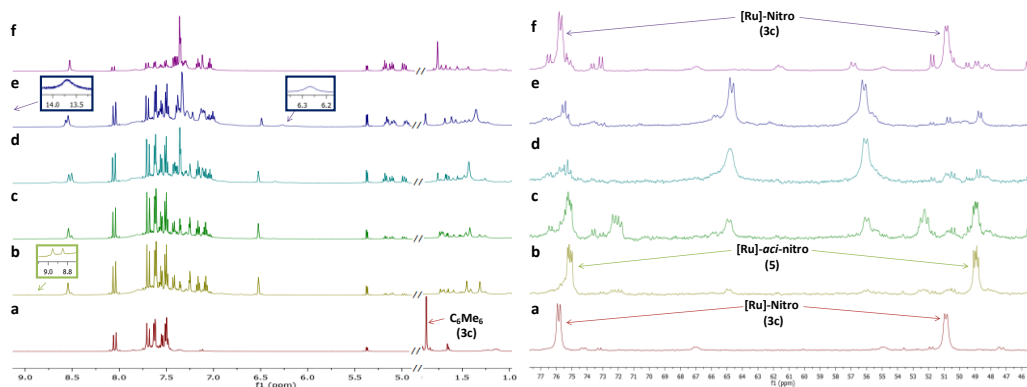 f
e
14.0 13.5
6.3 6.2
d
c
b
9.0 8.8
a
C₆Me₆
(3c)
9.0 8.5 8.0 7.5 7.0 6.5 6.0 5.5 5.0 1.5 1.0
f1 (ppm)
f
[Ru]-Nitro
(3c)
e
d
c
b
[Ru]-aci-nitro
(5)
a
[Ru]-Nitro
(3c)
77 76 75 74 73 72 71 70 69 68 67 66 65 64 63 62 61 60 59 58 57 56 55 54 53 52 51 50 49 48 47 46
f1 (ppm)